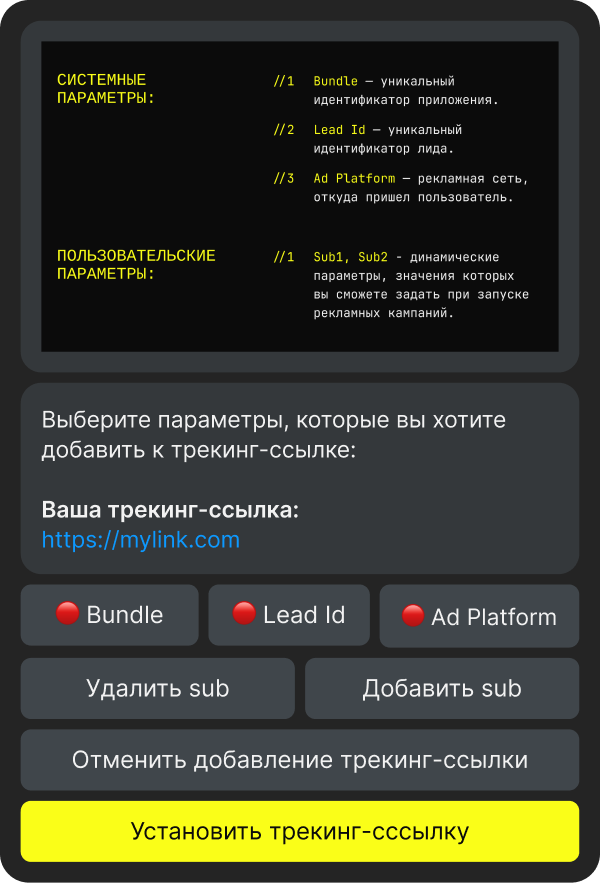 СИСТЕМНЫЕ
ПАРАМЕТРЫ:
//1 Bundle — уникальный
идентификатор приложения.
//2 Lead Id — уникальный
идентификатор лида.
//3 Ad Platform — рекламная сеть,
откуда пришел пользователь.
ПОЛЬЗОВАТЕЛЬСКИЕ
ПАРАМЕТРЫ:
//1 Sub1, Sub2 - динамические
параметры, значения которых
вы сможете задать при запуске
рекламных кампаний.
Выберите параметры, которые вы хотите
добавить к трекинг-ссылке:
Ваша трекинг-ссылка:
https://mylink.com
Bundle
Lead Id
Ad Platform
Удалить sub
Добавить sub
Отменить добавление трекинг-ссылки
Установить трекинг-сссылку